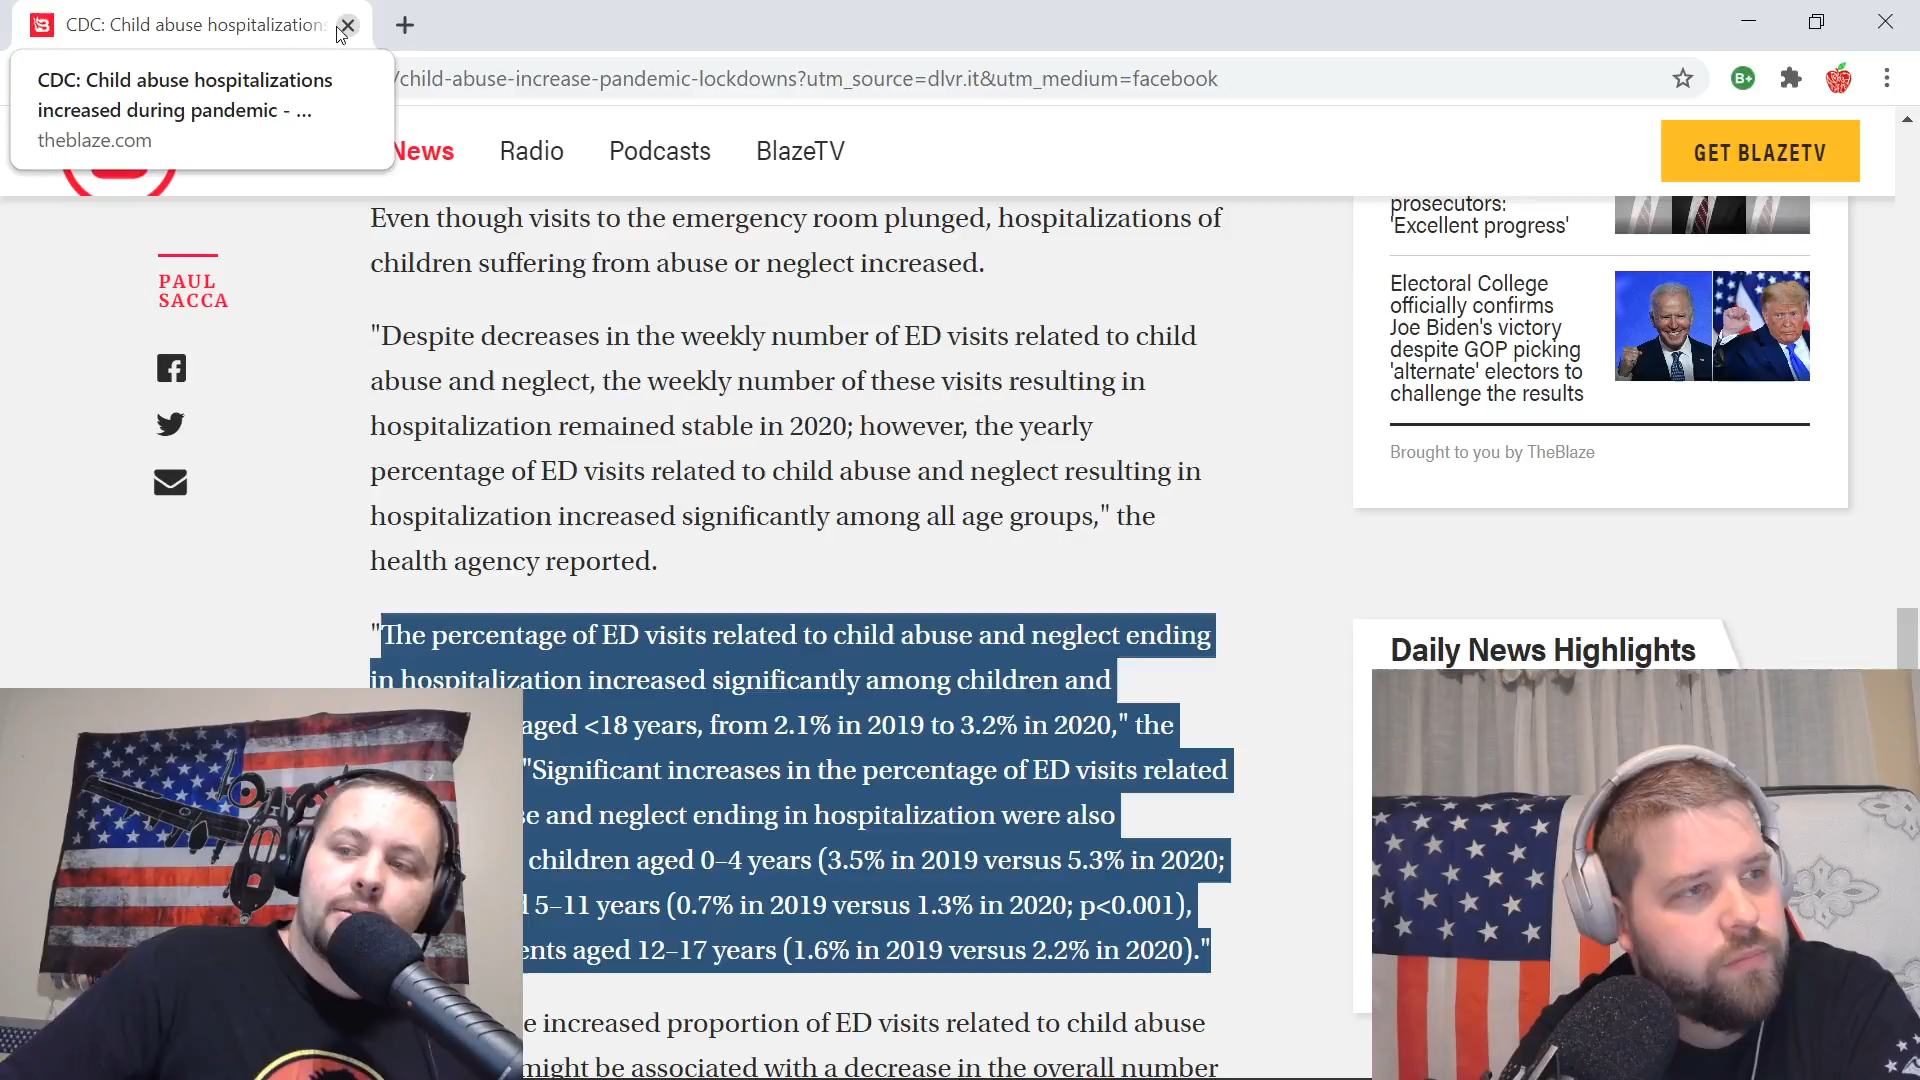 CDC: Child abuse hospitalizations
CDC: Child abuse hospitalizations
increased during pandemic - ...
theblaze.com
/child-abuse-increase-pandemic-lockdowns?utm_source=dlvr.it&utm_medium=facebook
B+
News Radio Podcasts BlazeTV
GET BLAZETV
PAUL
SACCA
Even though visits to the emergency room plunged, hospitalizations of
children suffering from abuse or neglect increased.
"Despite decreases in the weekly number of ED visits related to child
abuse and neglect, the weekly number of these visits resulting in
hospitalization remained stable in 2020; however, the yearly
percentage of ED visits related to child abuse and neglect resulting in
hospitalization increased significantly among all age groups," the
health agency reported.
"The percentage of ED visits related to child abuse and neglect ending
in hospitalization increased significantly among children and
aged <18 years, from 2.1% in 2019 to 3.2% in 2020," the
"Significant increases in the percentage of ED visits related
and neglect ending in hospitalization were also
children aged 0–4 years (3.5% in 2019 versus 5.3% in 2020;
5–11 years (0.7% in 2019 versus 1.3% in 2020; p<0.001),
aged 12–17 years (1.6% in 2019 versus 2.2% in 2020)."
increased proportion of ED visits related to child abuse
might be associated with a decrease in the overall number
prosecutors:
'Excellent progress'
Electoral College
officially confirms
Joe Biden's victory
despite GOP picking
'alternate' electors to
challenge the results
Brought to you by TheBlaze
Daily News Highlights